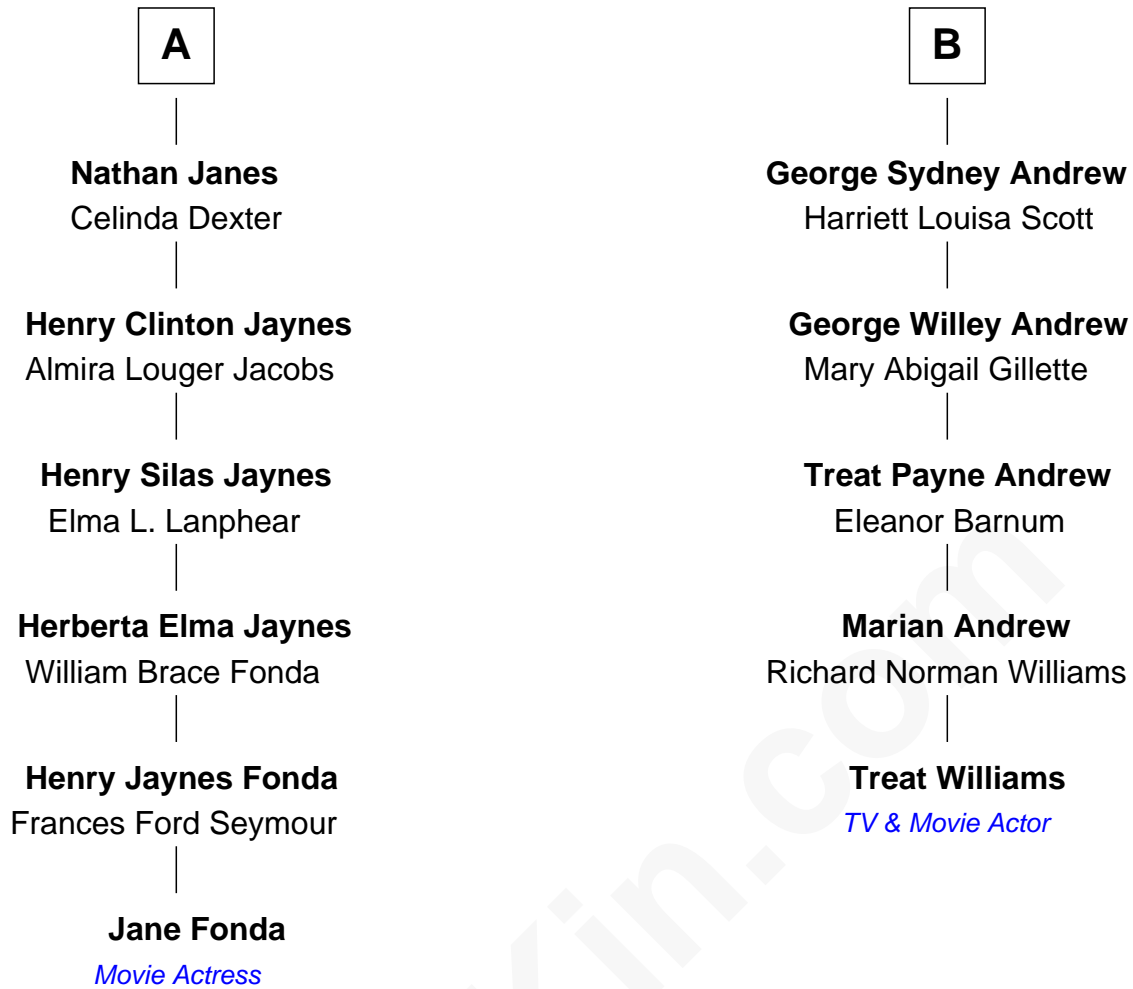 A
Nathan Janes
Celinda Dexter
Henry Clinton Jaynes
Almira Louger Jacobs
Henry Silas Jaynes
Elma L. Lanphear
Herberta Elma Jaynes
William Brace Fonda
Henry Jaynes Fonda
Frances Ford Seymour
Jane Fonda
Movie Actress
B
George Sydney Andrew
Harriett Louisa Scott
George Willey Andrew
Mary Abigail Gillette
Treat Payne Andrew
Eleanor Barnum
Marian Andrew
Richard Norman Williams
Treat Williams
TV & Movie Actor
Kin.com